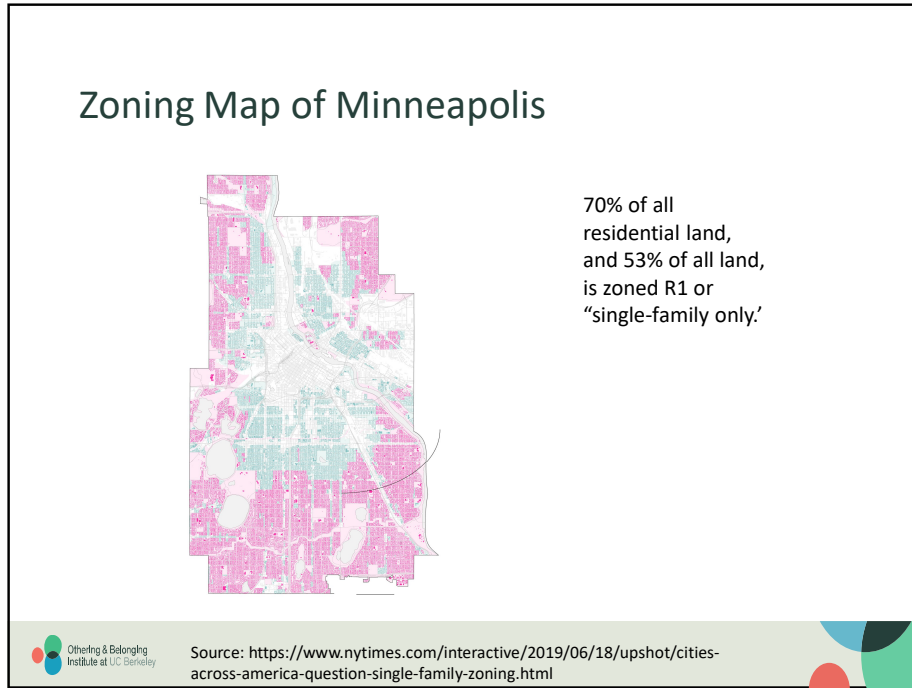 Zoning Map of Minneapolis
70% of all
residential land,
and 53% of all land,
is zoned R1 or
“single-family only.’
Othering & Belonging
Institute at UC Berkeley
Source: https://www.nytimes.com/interactive/2019/06/18/upshot/cities-
across-america-question-single-family-zoning.html